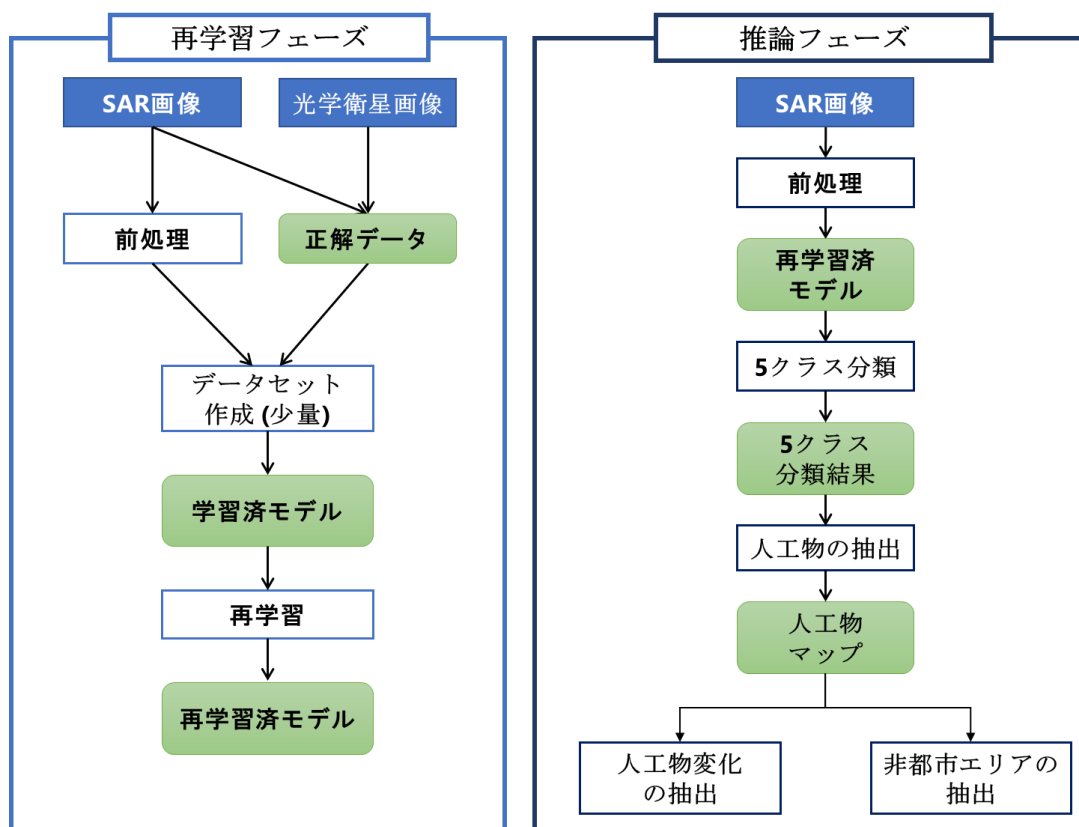 再学習フェーズ
SAR画像
光学衛星画像
前処理
正解データ
データセット
作成 (少量)
学習済モデル
再学習
再学習済モデル
推論フェーズ
SAR画像
前処理
再学習済
モデル
5クラス分類
5クラス
分類結果
人工物の抽出
人工物
マップ
人工物変化
の抽出
非都市エリアの
抽出